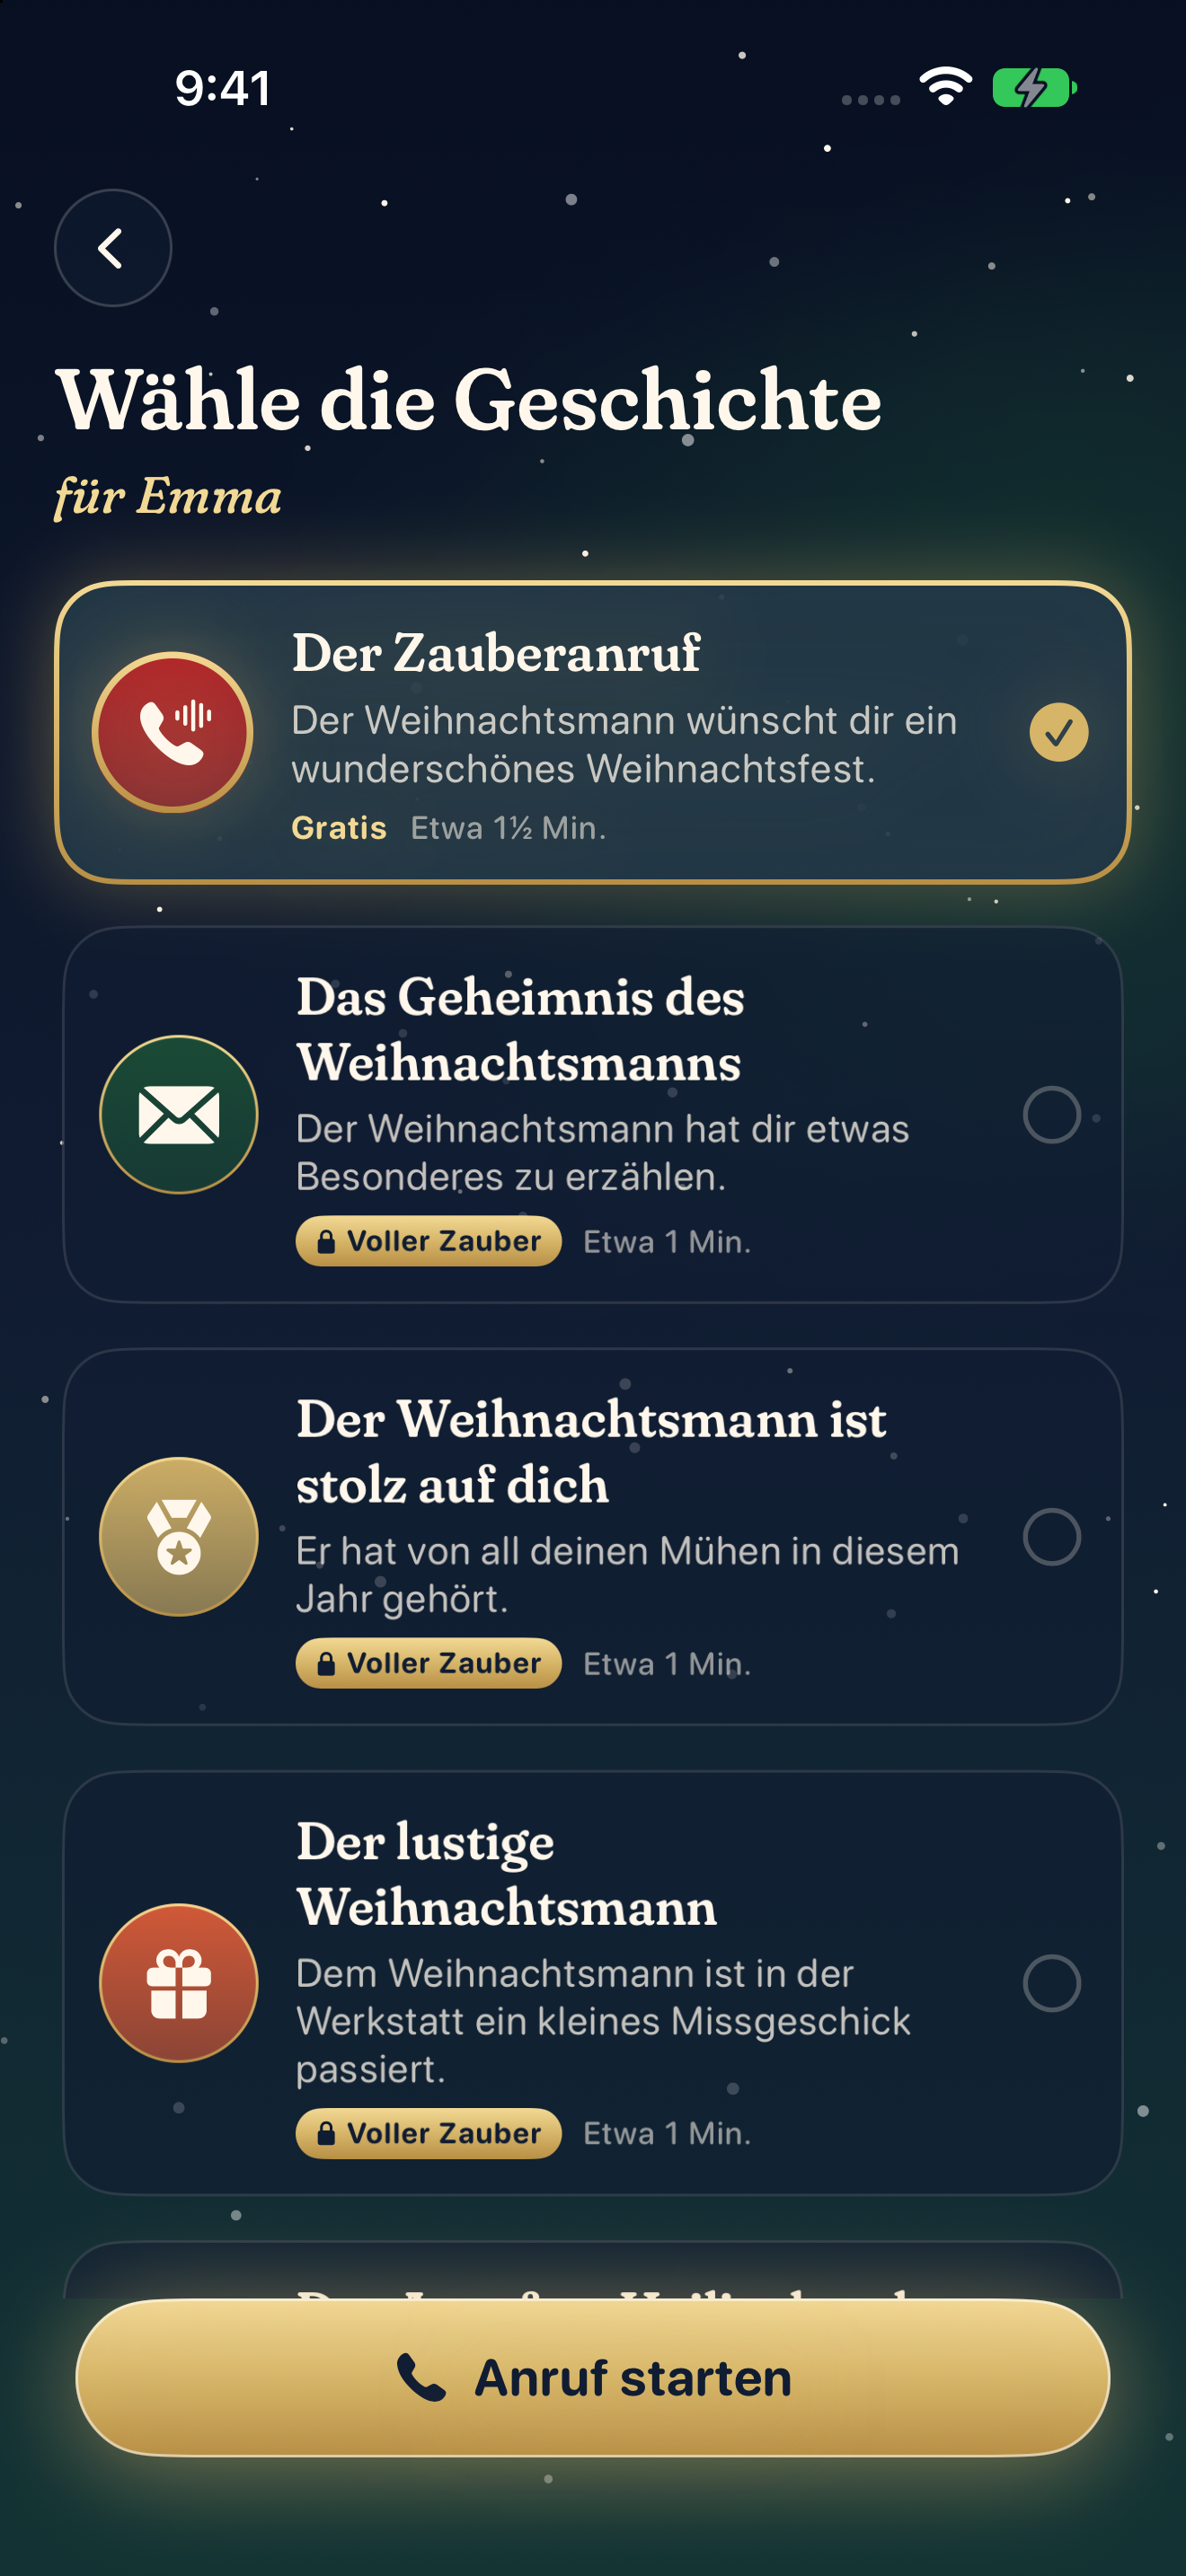 9:41
Wähle die Geschichte
für Emma
Der Zauberanruf
Der Weihnachtsmann wünscht dir ein
wunderschönes Weihnachtsfest.
Gratis Etwa 1½ Min.
Das Geheimnis des
Weihnachtsmanns
Der Weihnachtsmann hat dir etwas
Besonderes zu erzählen.
Voller Zauber Etwa 1 Min.
Der Weihnachtsmann ist
stolz auf dich
Er hat von all deinen Mühen in diesem
Jahr gehört.
Voller Zauber Etwa 1 Min.
Der lustige
Weihnachtsmann
Dem Weihnachtsmann ist in der
Werkstatt ein kleines Missgeschick
passiert.
Voller Zauber Etwa 1 Min.
Anruf starten